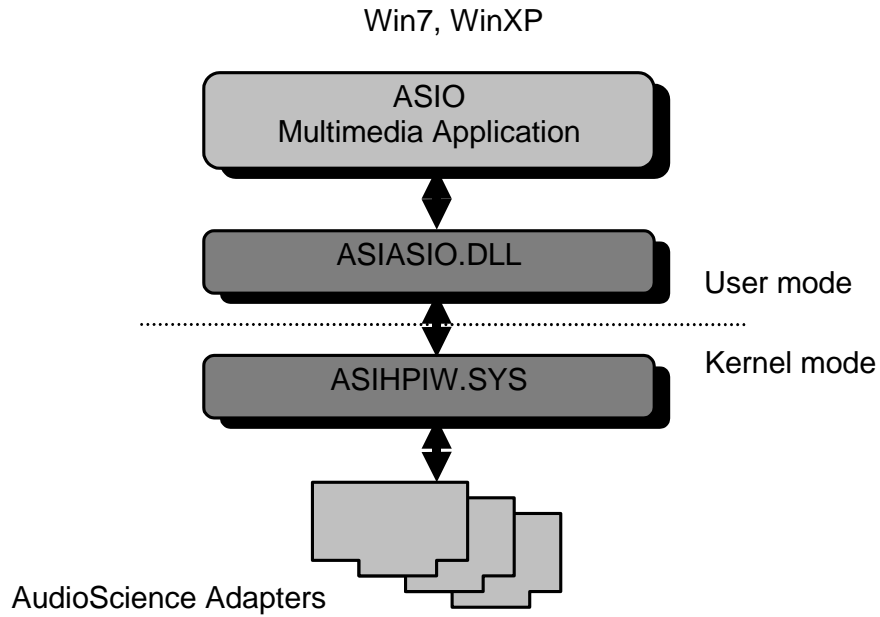 Win7, WinXP
ASIO
Multimedia Application
ASIASIO.DLL
User mode
Kernel mode
ASIHPIW.SYS
AudioScience Adapters